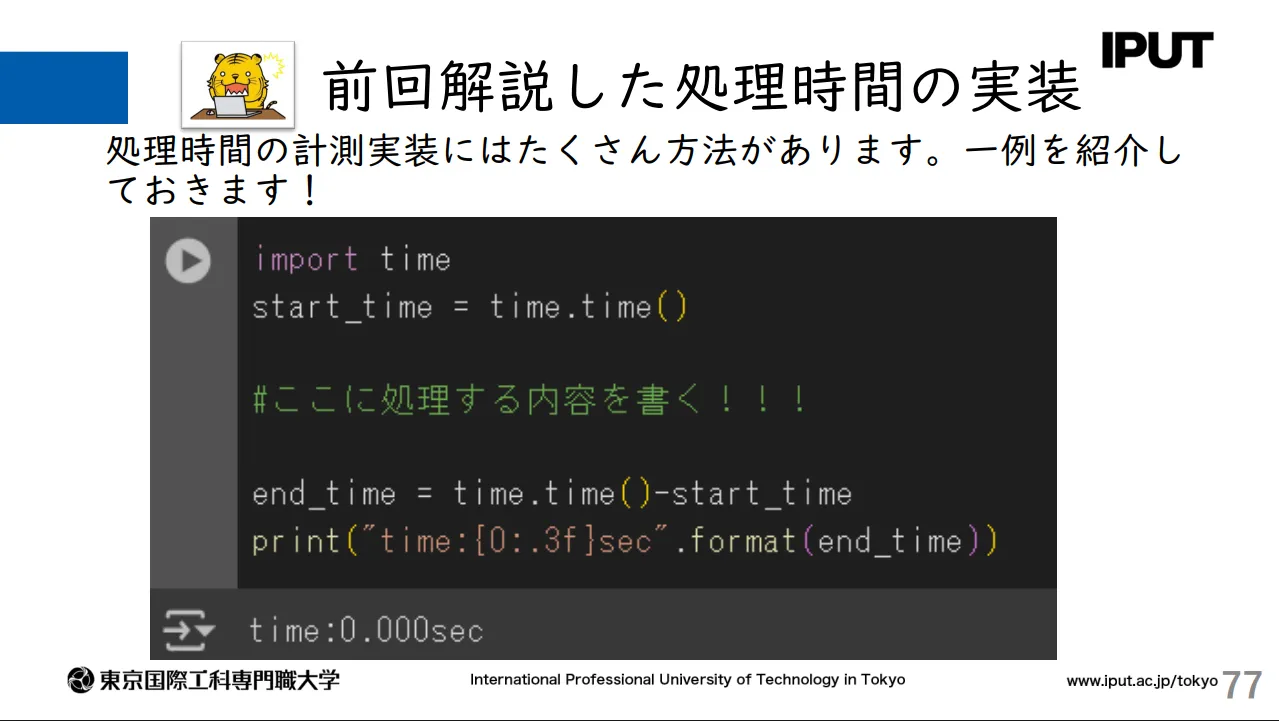 IPUT
前回解説した処理時間の実装
処理時間の計測実装にはたくさん方法があります。一例を紹介し
ておきます！
import time
start_time = time.time()
#ここに処理する内容を書く！！！
end_time = time.time()-start_time
print("time:{0:.3f}sec".format(end_time))
time:0.000sec
東京国際工科専門職大学
International Professional University of Technology in Tokyo
www.iput.ac.jp/tokyo
77